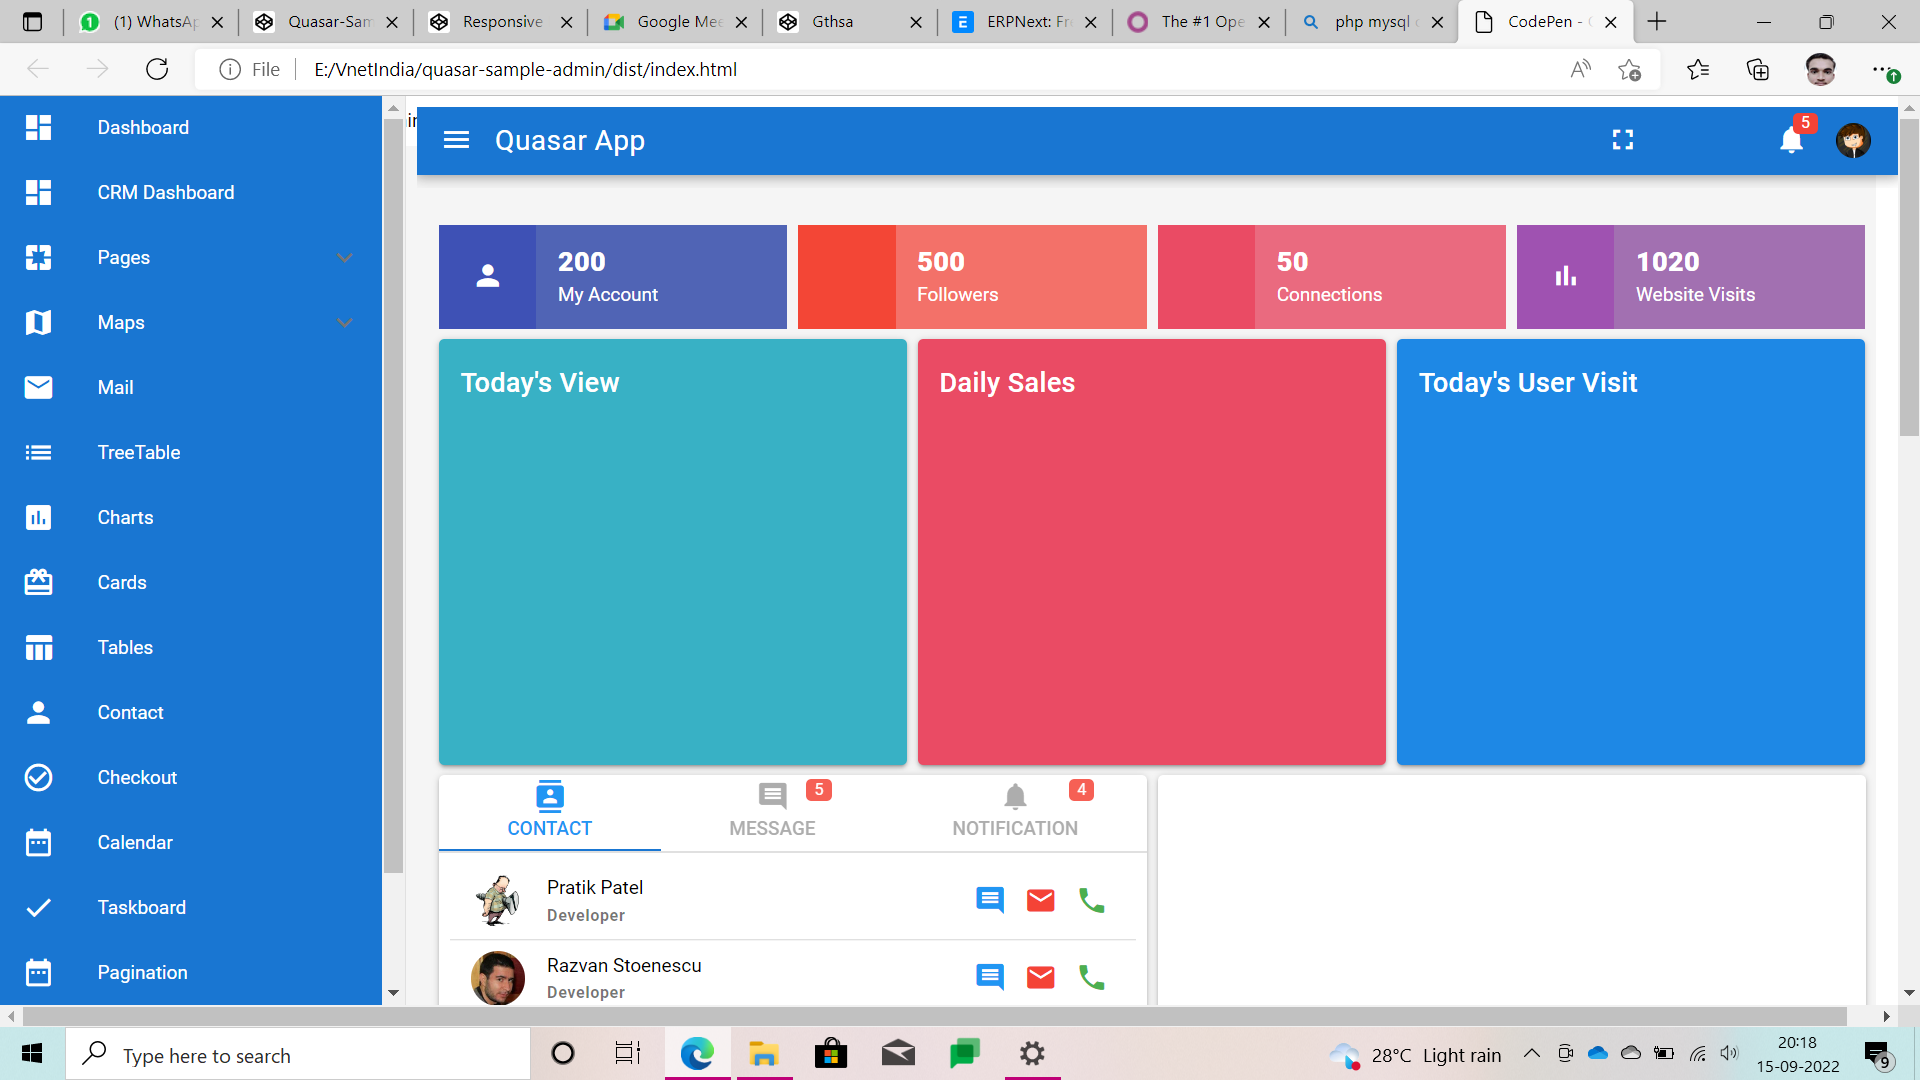 (1) WhatsAp
Quasar-Sam
Responsive
Google Mee
Gthsa
ERPNext: Fr
The #1 Ope
php mysql
CodePen -
File
E:/VnetIndia/quasar-sample-admin/dist/index.html
Dashboard
CRM Dashboard
Pages
Maps
Mail
TreeTable
Charts
Cards
Tables
Contact
Checkout
Calendar
Taskboard
Pagination
Quasar App
5
200
My Account
500
Followers
50
Connections
1020
Website Visits
Today's View
Daily Sales
Today's User Visit
CONTACT
MESSAGE
5
NOTIFICATION
4
Pratik Patel
Developer
Razvan Stoenescu
Developer
Type here to search
28°C Light rain
20:18
15-09-2022
9